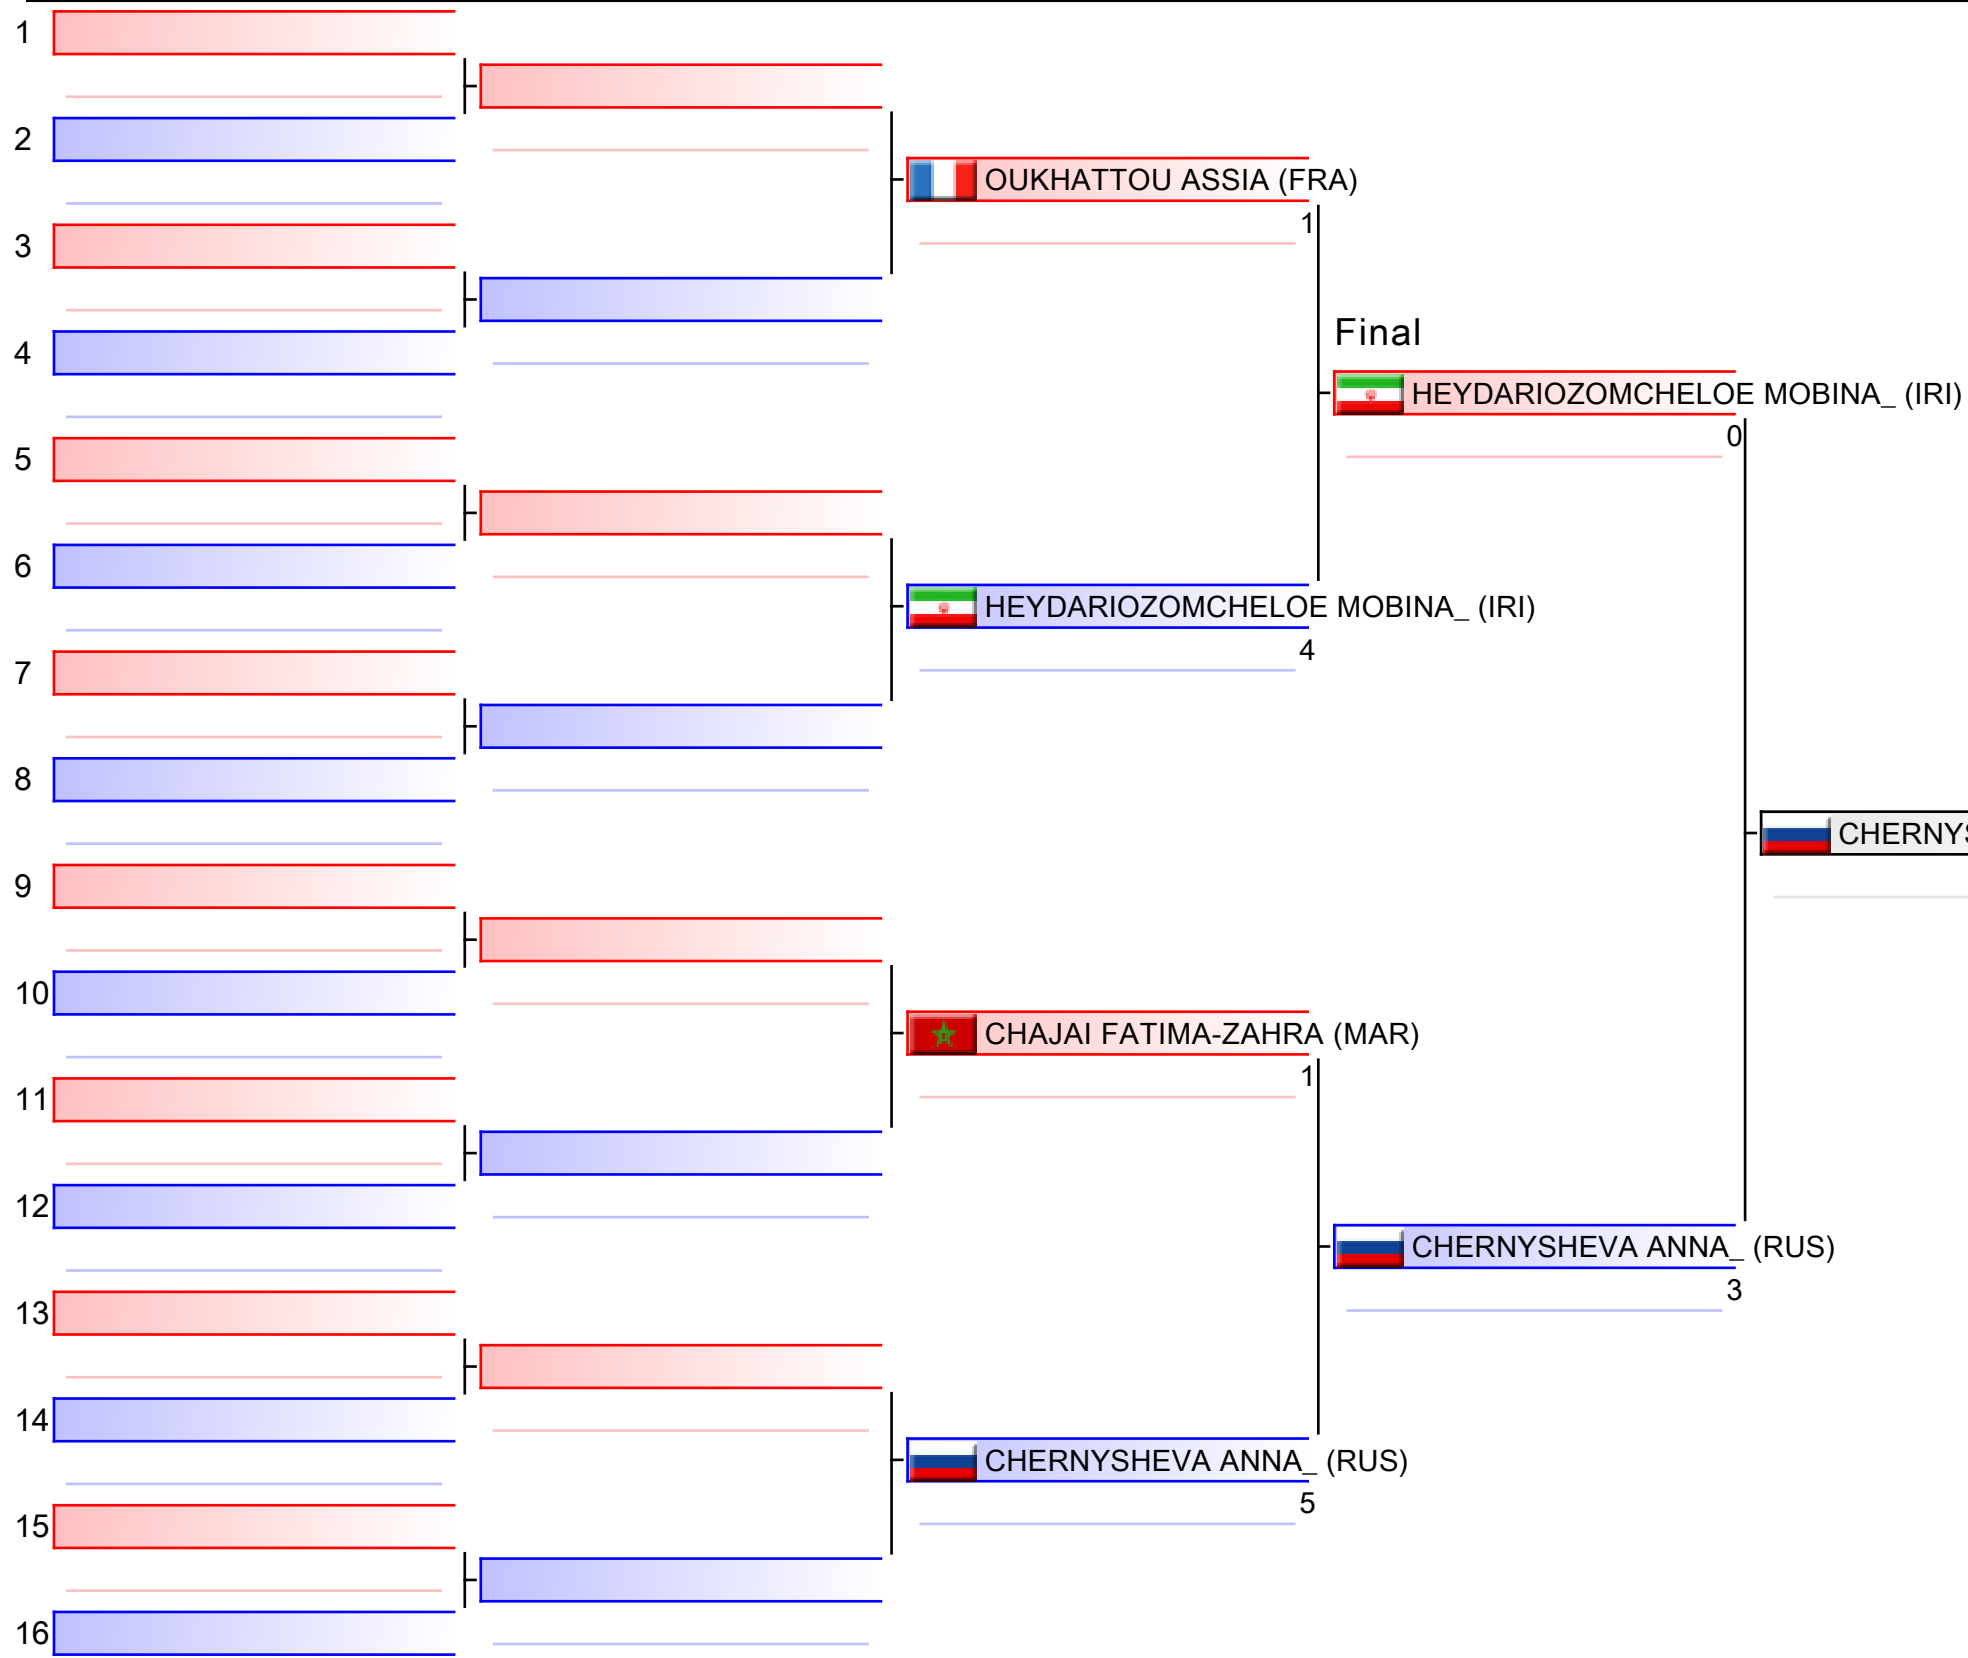 1
2
OUKHATTOU ASSIA (FRA)
1
3
Final
4
HEYDARIOZOMCHELOE MOBINA_ (IRI)
0
5
6
HEYDARIOZOMCHELOE MOBINA_ (IRI)
4
7
8
CHERNYS
9
10
CHAJAI FATIMA-ZAHRA (MAR)
1
11
12
CHERNYSHEVA ANNA_ (RUS)
3
13
14
CHERNYSHEVA ANNA_ (RUS)
5
15
16